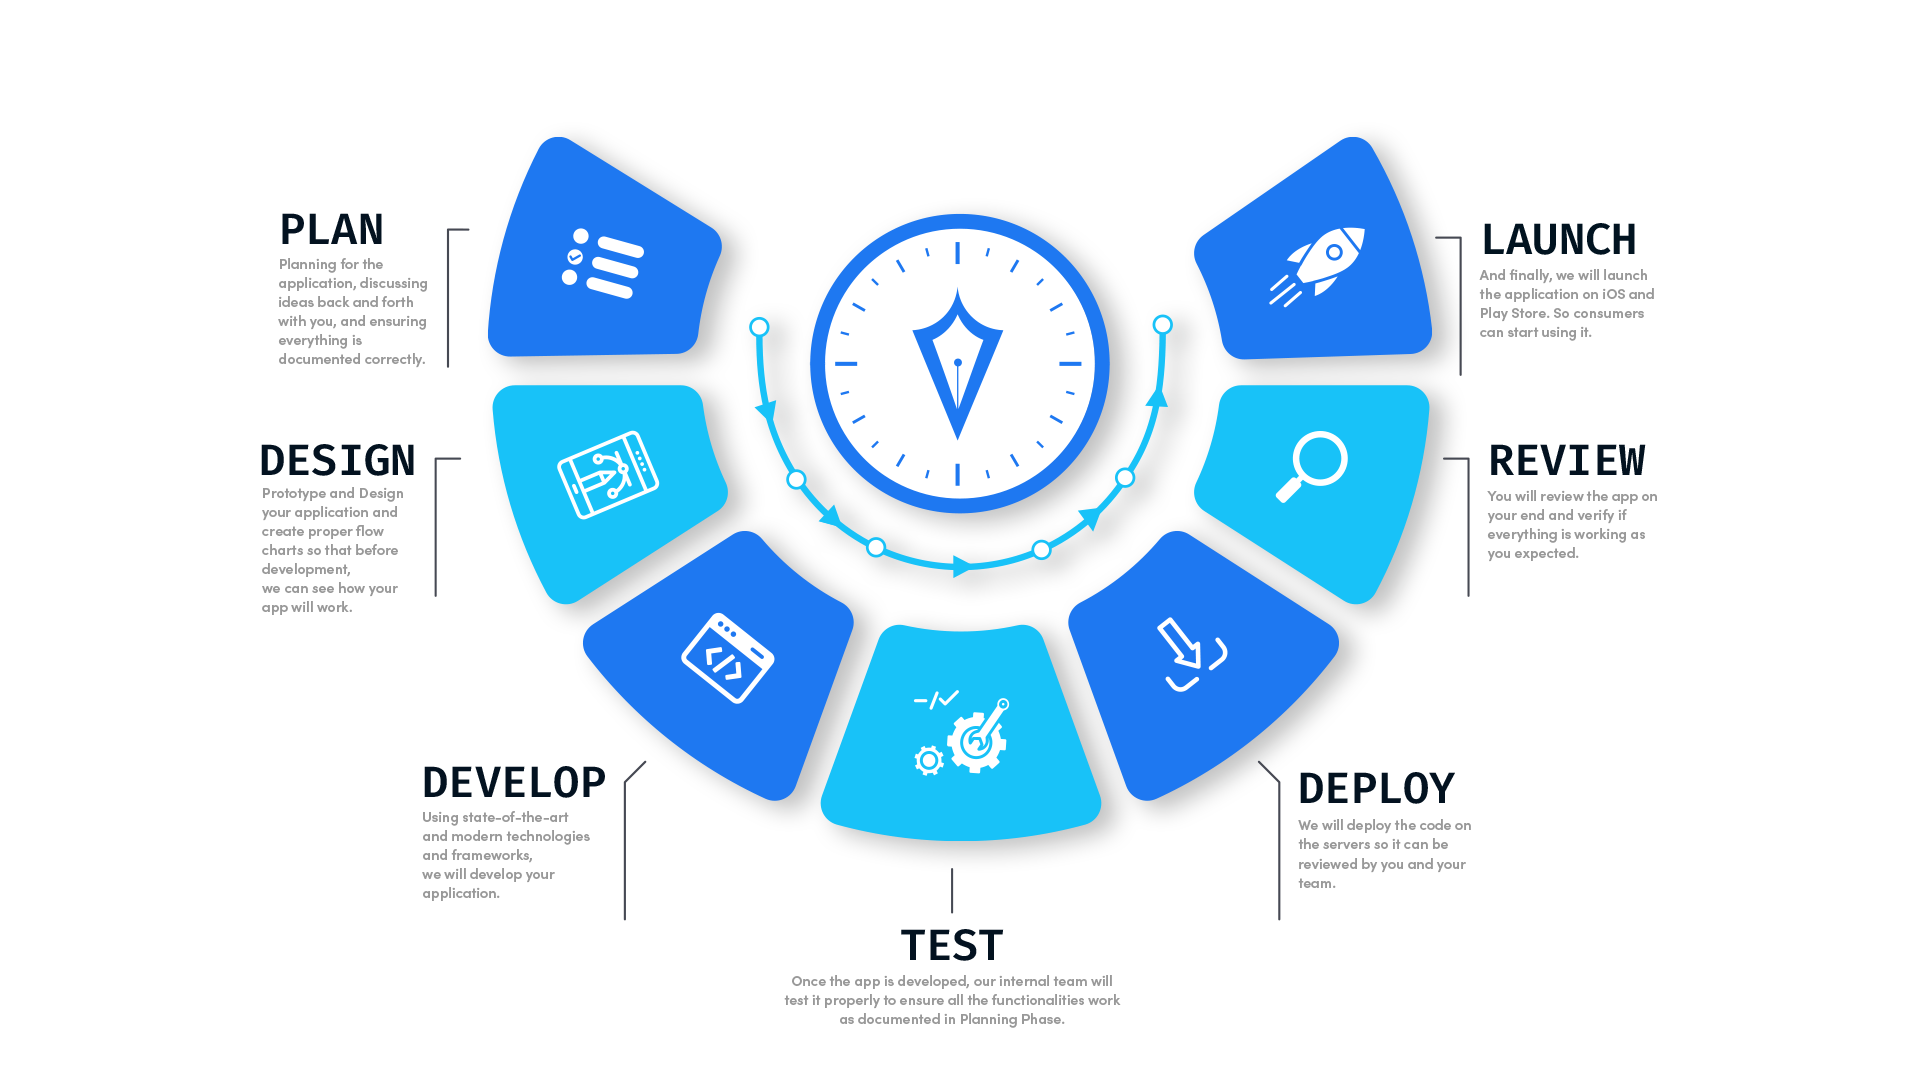 PLAN
Planning for the
application, discussing
ideas back and forth
with you, and ensuring
everything is
documented correctly.
DESIGN
Prototype and Design
your application and
create proper flow
charts so that before
development,
we can see how your
app will work.
DEVELOP
Using state-of-the-art
and modern technologies
and frameworks,
we will develop your
application.
TEST
Once the app is developed, our internal team will
test it properly to ensure all the functionalities work
as documented in Planning Phase.
DEPLOY
We will deploy the code on
the servers so it can be
reviewed by you and your
team.
REVIEW
You will review the app on
your end and verify if
everything is working as
you expected.
LAUNCH
And finally, we will launch
the application on iOS and
Play Store. So consumers
can start using it.